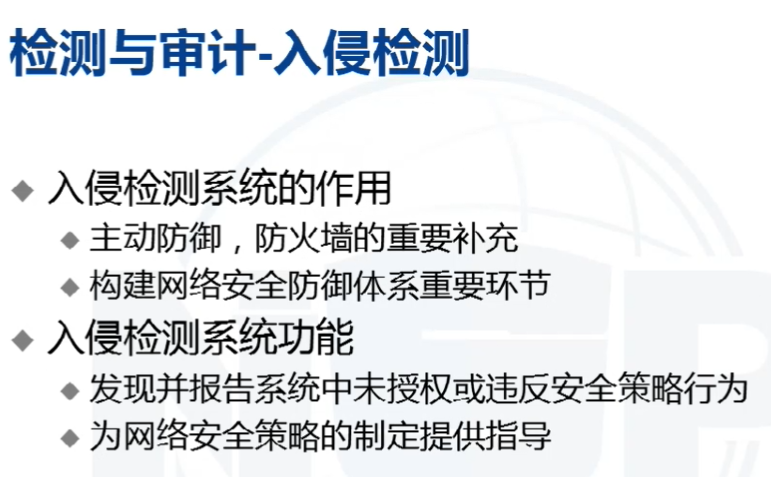 检测与审计-入侵检测
入侵检测系统的作用
主动防御，防火墙的重要补充
构建网络安全防御体系重要环节
入侵检测系统功能
发现并报告系统中未授权或违反安全策略行为
为网络安全策略的制定提供指导